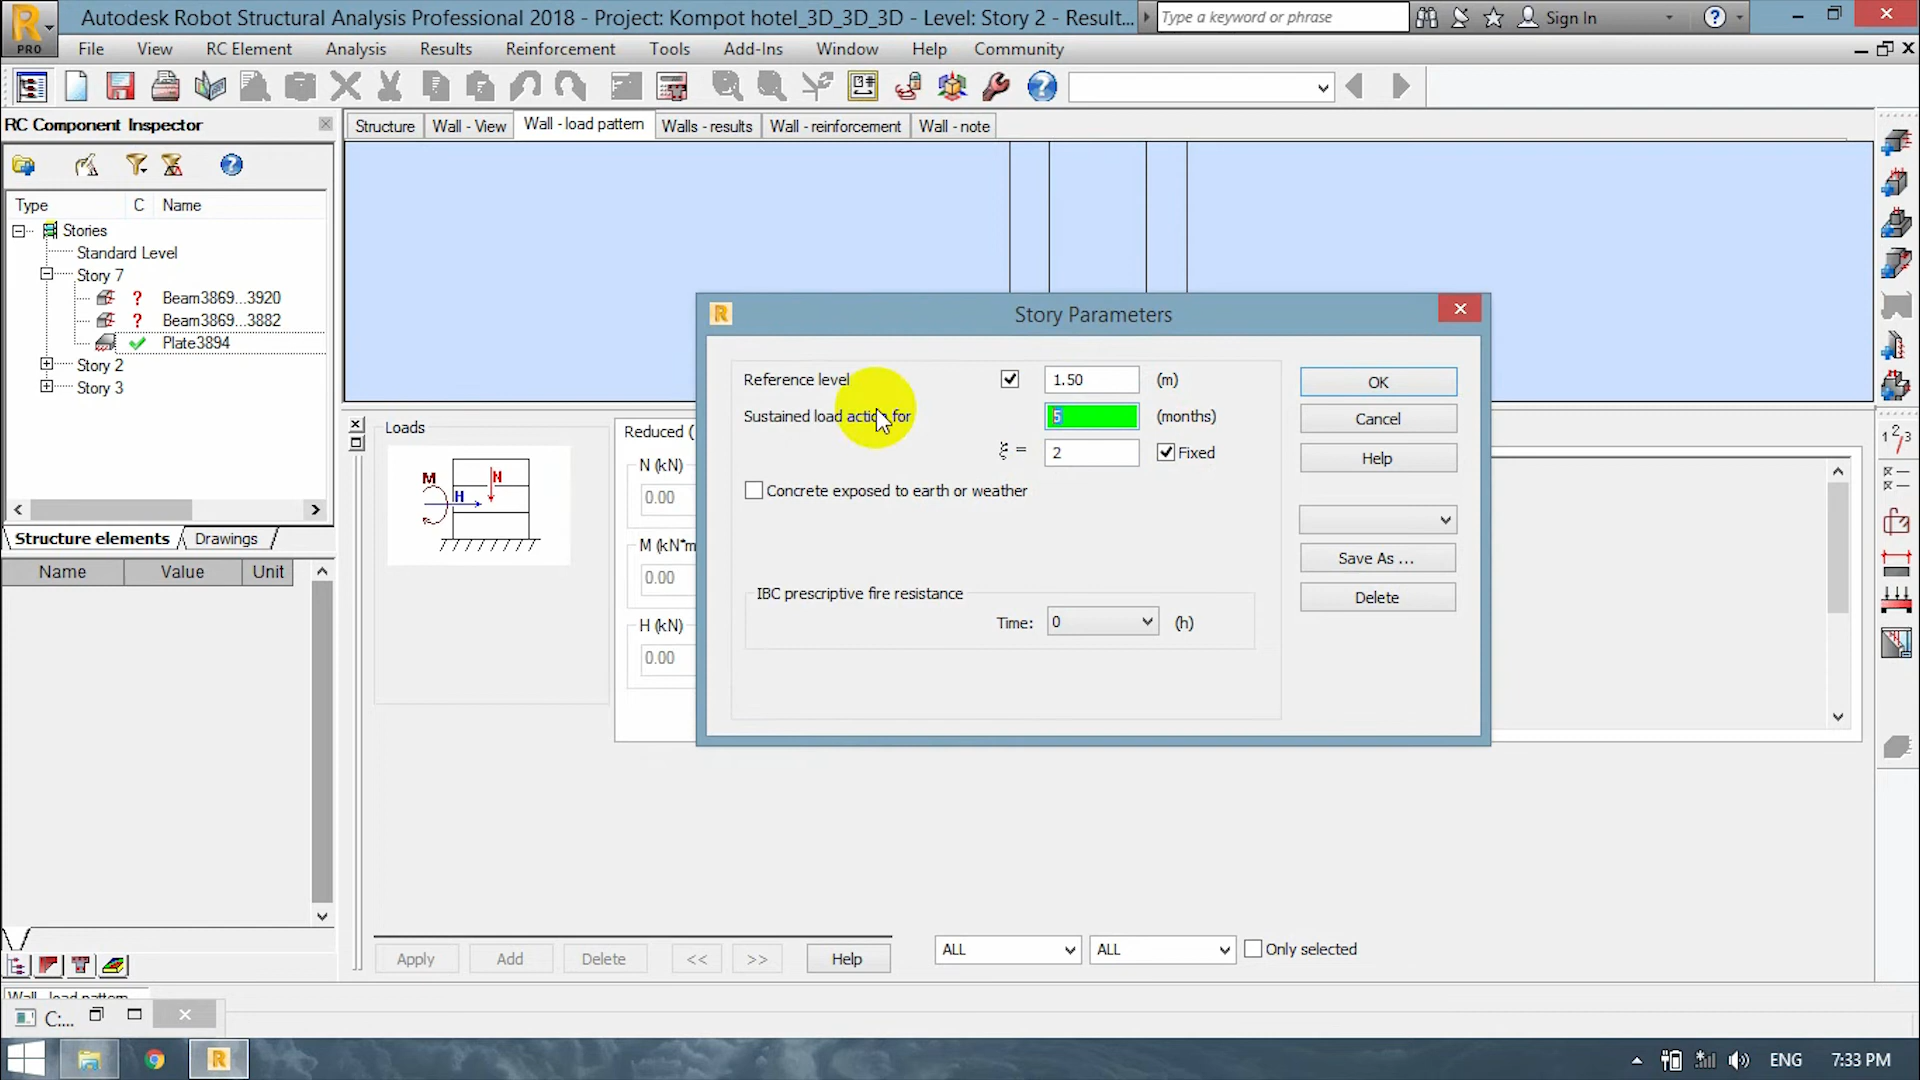 PRO
Autodesk Robot Structural Analysis Professional 2018 - Project: Kompot hotel_3D_3D_3D - Level: Story 2 - Result...
Type a keyword or phrase
Sign In
File View RC Element Analysis Results Reinforcement Tools Add-Ins Window Help Community
RC Component Inspector
Structure Wall - View Wall - load pattern Walls - results Wall - reinforcement Wall - note
Type C Name
Stories
Standard Level
Story 7
? Beam3869...3920
? Beam3869...3882
Plate3894
Story 2
Story 3
Structure elements Drawings
Name Value Unit
Loads
M N H
Reduced (
N (kN)
0.00
M (kN*m
0.00
H (kN)
0.00
Story Parameters
Reference level 1.50 (m)
Sustained load action for 5 (months)
ξ = 2 Fixed
Concrete exposed to earth or weather
IBC prescriptive fire resistance
Time: 0 (h)
OK
Cancel
Help
Save As ...
Delete
Apply Add Delete << >> Help
ALL ALL Only selected
Wall - load pattern
C:...
ENG 7:33 PM